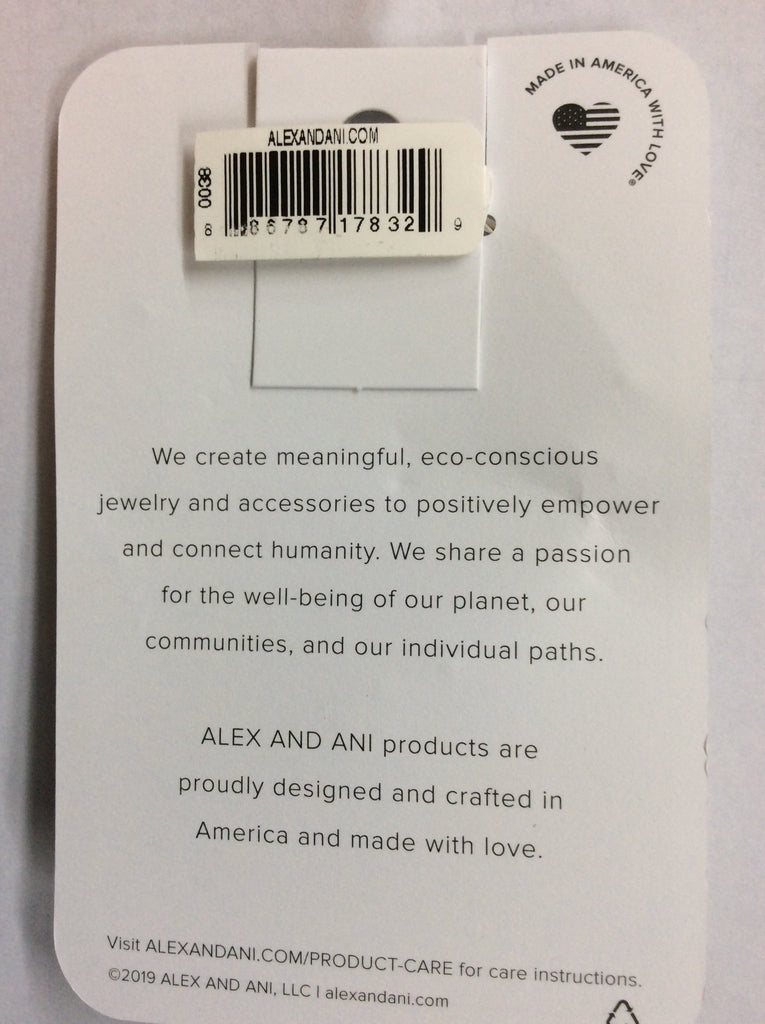 MADE IN AMERICA WITH LOVE®
ALEXANDANI.COM
0038
17832 9
We create meaningful, eco-conscious
jewelry and accessories to positively empower
and connect humanity. We share a passion
for the well-being of our planet, our
communities, and our individual paths.
ALEX AND ANI products are
proudly designed and crafted in
America and made with love.
Visit ALEXANDANI.COM/PRODUCT-CARE for care instructions.
©2019 ALEX AND ANI, LLC | alexandani.com